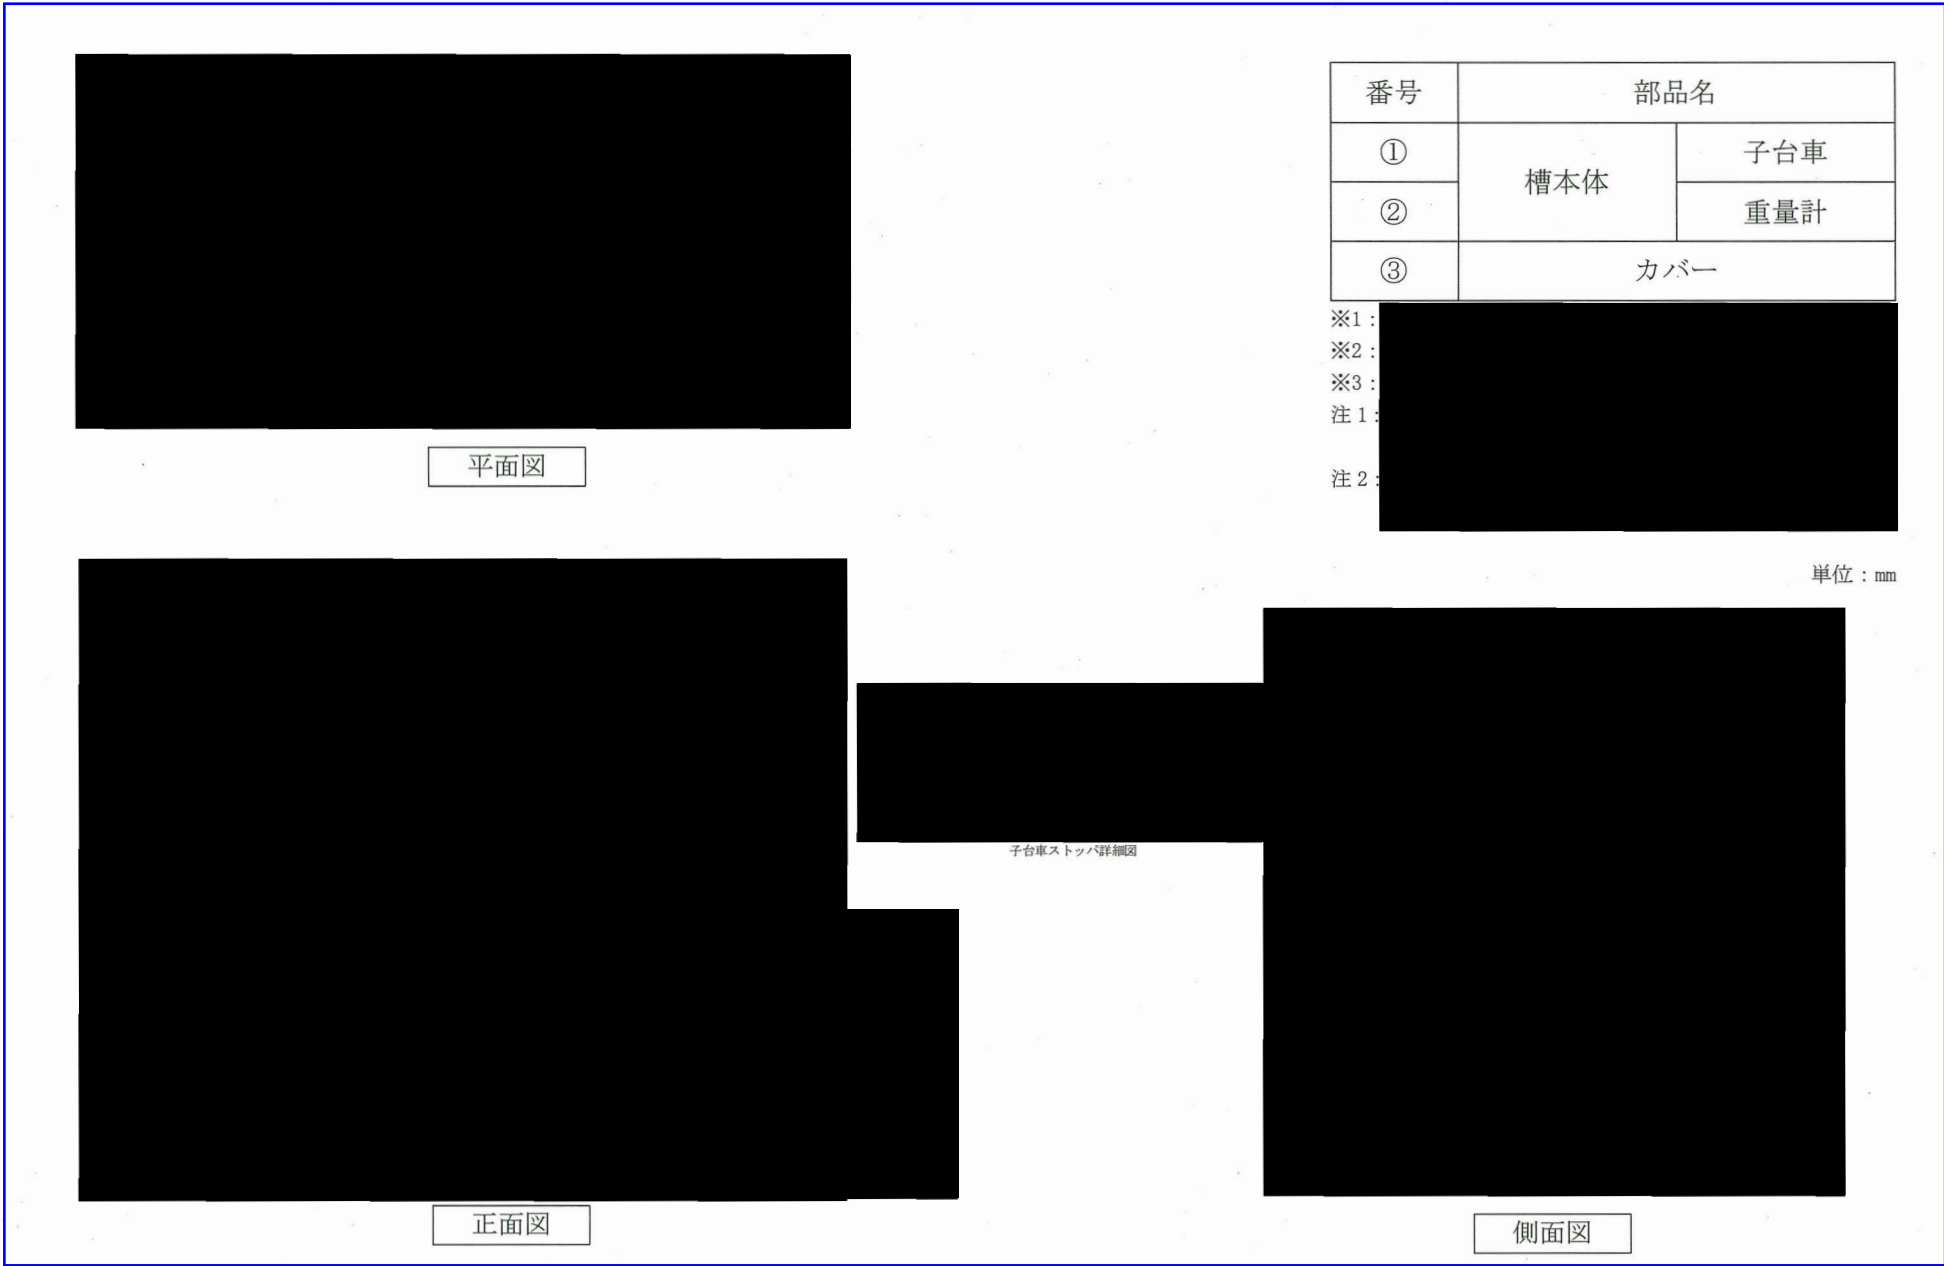 番号 部品名
① 槽本体 子台車
② 重量計
③ カバー
※1：
※2：
※3：
注1：
注2：
単位：mm
平面図
子台車ストッパ詳細図
正面図
側面図